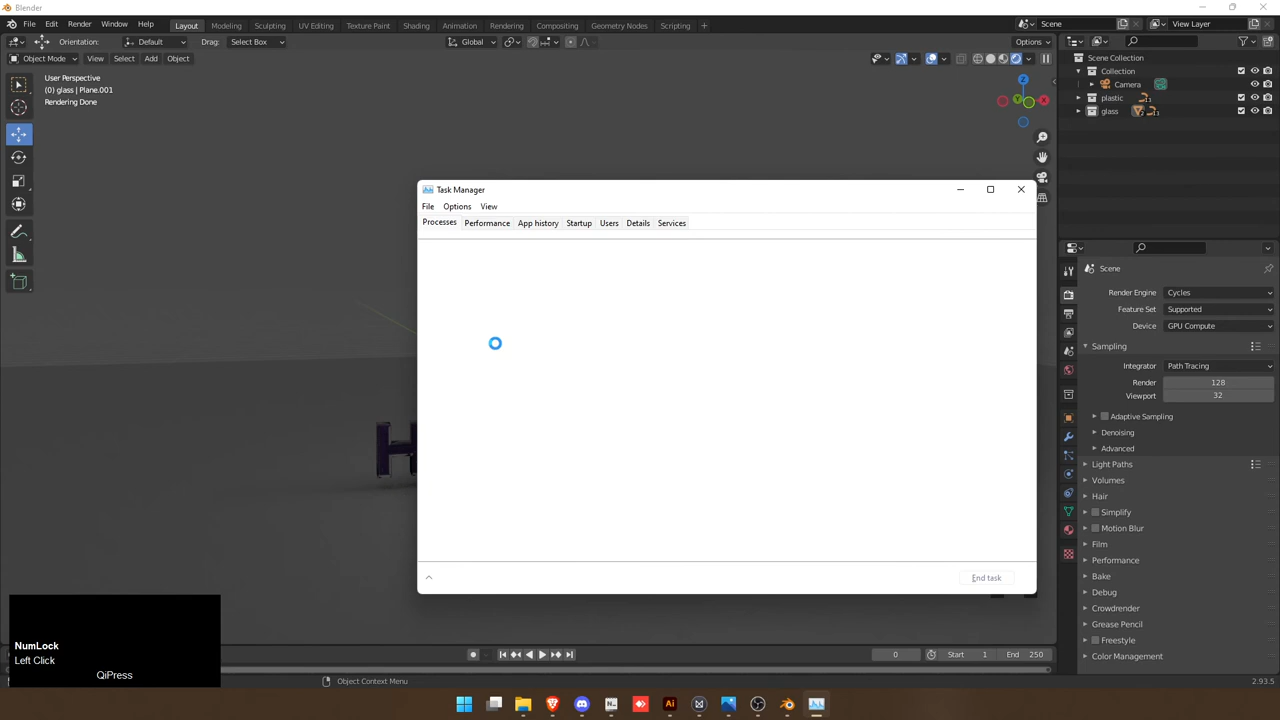 Blender
File Edit Render Window Help Layout Modeling Sculpting UV Editing Texture Paint Shading Animation Rendering Compositing Geometry Nodes Scripting + Scene View Layer
Orientation: Default Drag: Select Box Global Options
Object Mode View Select Add Object
User Perspective
(0) glass | Plane.001
Rendering Done
Z
Y
X
Scene Collection
Collection
Camera
plastic 13
glass 2 13
Task Manager
File Options View
Processes Performance App history Startup Users Details Services
End task
H
Scene
Render Engine Cycles
Feature Set Supported
Device GPU Compute
Sampling
Integrator Path Tracing
Render 128
Viewport 32
Adaptive Sampling
Denoising
Advanced
Light Paths
Volumes
Hair
Simplify
Motion Blur
Film
Performance
Bake
Debug
Crowdrender
Grease Pencil
Freestyle
Color Management
NumLock
Left Click
QiPress
0 Start 1 End 250
Object Context Menu 2.93.5
Ai